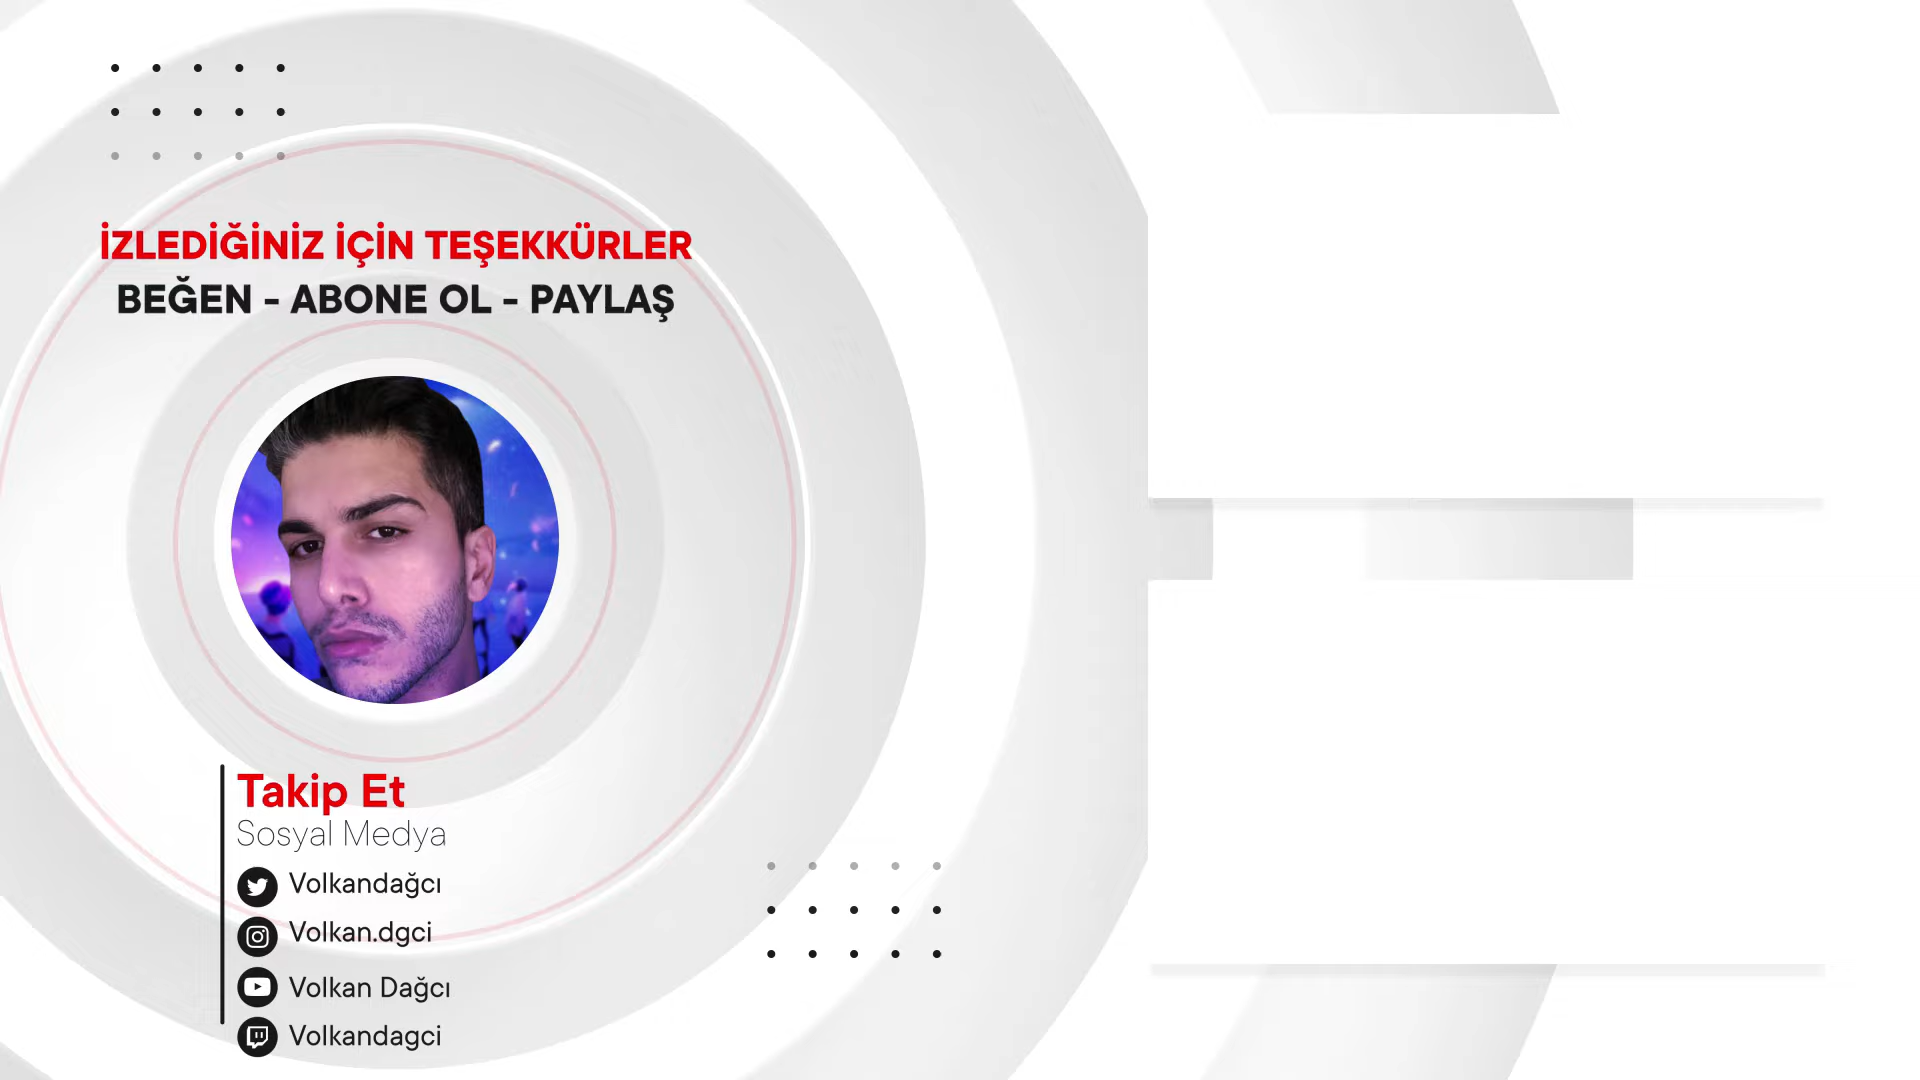 İZLEDİĞİNİZ İÇİN TEŞEKKÜRLER
BEĞEN - ABONE OL - PAYLAŞ
Takip Et
Sosyal Medya
Volkandağcı
Volkan.dgci
Volkan Dağcı
Volkandagci